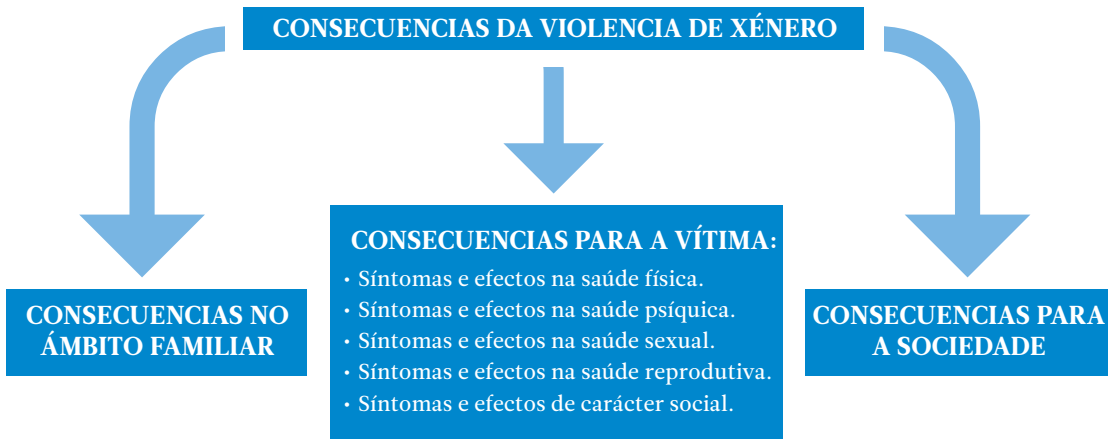 CONSECUENCIAS DA VIOLENCIA DE XÉNERO
CONSECUENCIAS NO
ÁMBITO FAMILIAR
CONSECUENCIAS PARA A VÍTIMA:
· Síntomas e efectos na saúde física.
· Síntomas e efectos na saúde psíquica.
· Síntomas e efectos na saúde sexual.
· Síntomas e efectos na saúde reprodutiva.
· Síntomas e efectos de carácter social.
CONSECUENCIAS PARA
A SOCIEDADE